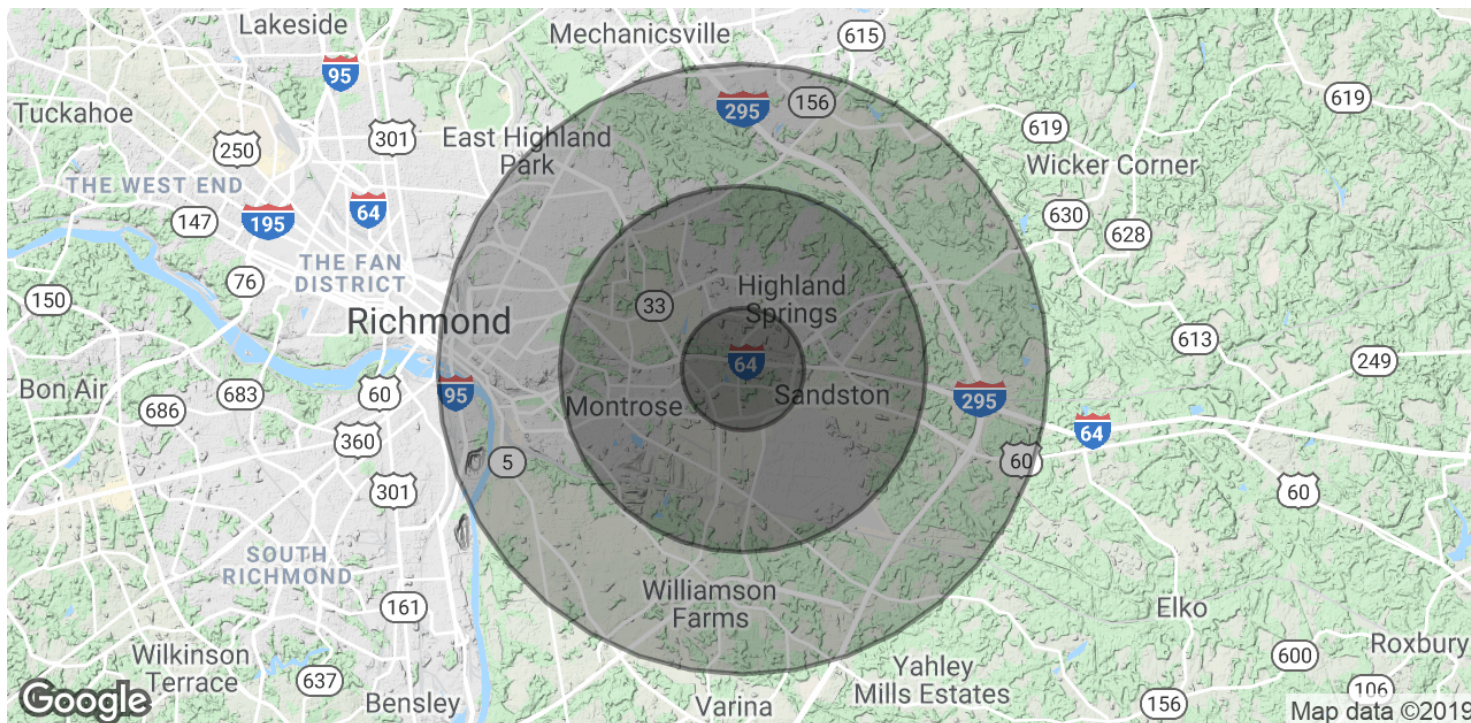 Lakeside
Mechanicsville
615
95
Tuckahoe
295
156
619
301
250
East Highland
Park
619
Wicker Corner
THE WEST END
147
195
64
630
628
THE FAN
DISTRICT
76
150
Highland
Springs
33
Richmond
613
249
64
Bon Air
683
60
95
Montrose
Sandston
295
686
360
64
5
60
301
60
SOUTH
RICHMOND
Williamson
Farms
161
Elko
Roxbury
Wilkinson
Terrace
637
600
Yahley
Mills Estates
Bensley
Varina
156
106
Google
Map data ©2019